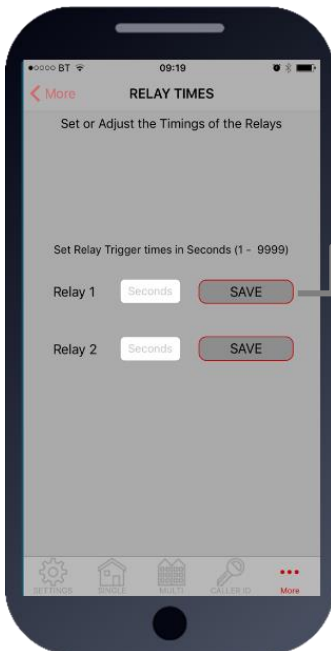 BT 09:19
More RELAY TIMES
Set or Adjust the Timings of the Relays
Set Relay Trigger times in Seconds (1 - 9999)
Relay 1 Seconds SAVE
Relay 2 Seconds SAVE
SETTINGS SINGLE MULTI CALLER ID More